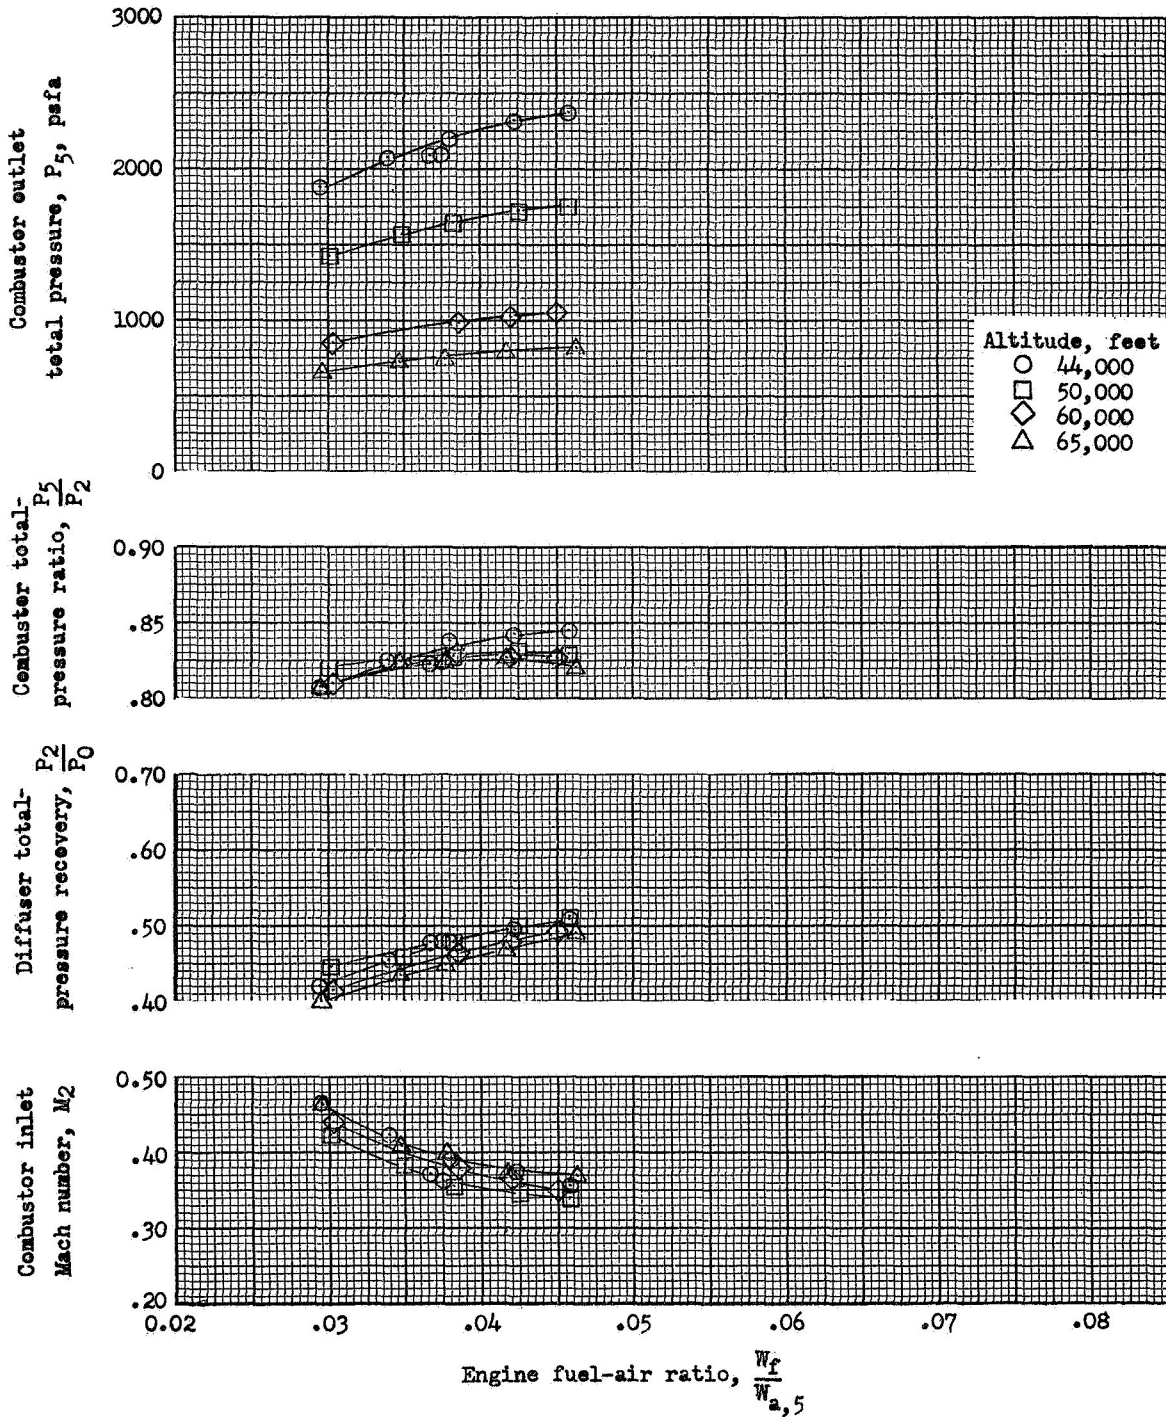 3000
2000
1000
0
Combustor outlet
total pressure, P5, psfa
Altitude, feet
44,000
50,000
60,000
65,000
0.90
.85
.80
Combustor total-
pressure ratio, P5/P2
0.70
.60
.50
.40
Diffuser total-
pressure recovery, P2/P0
0.50
.40
.30
.20
Combustor inlet
Mach number, M2
0.02
.03
.04
.05
.06
.07
.08
Engine fuel-air ratio, Wf/Wa,5